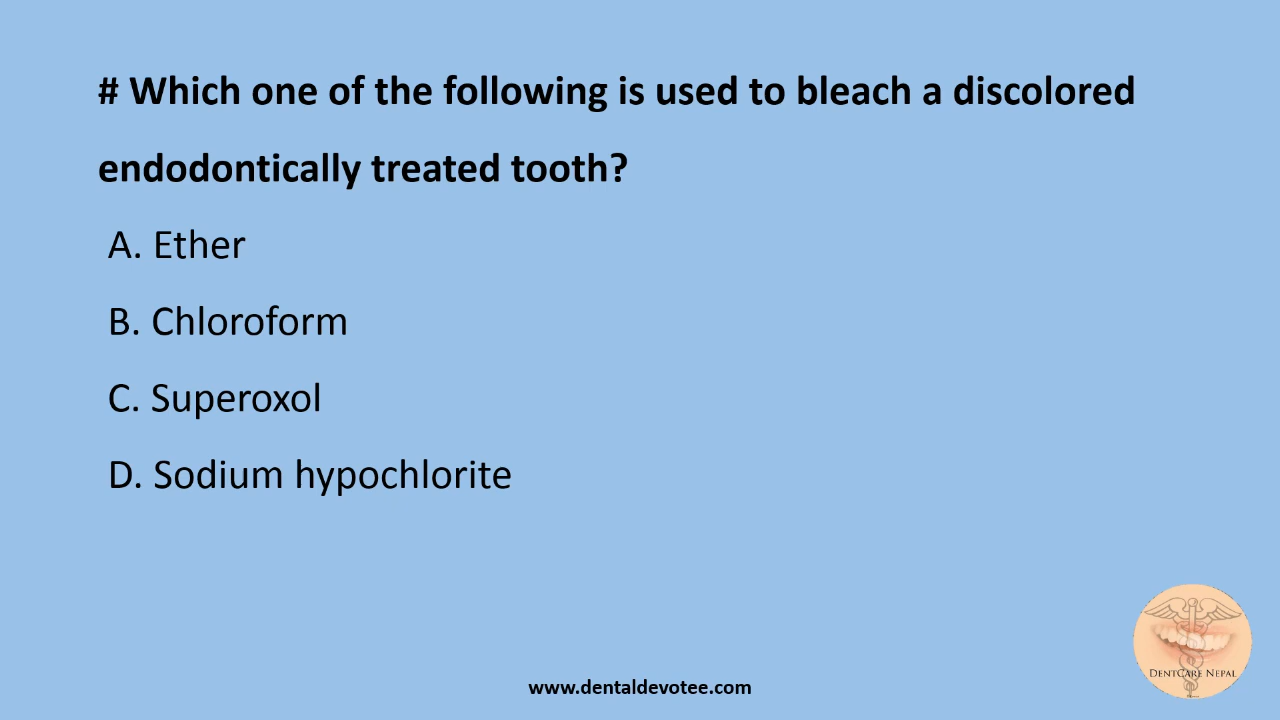 # Which one of the following is used to bleach a discolored
endodontically treated tooth?
A. Ether
B. Chloroform
C. Superoxol
D. Sodium hypochlorite
DentCare Nepal
www.dentaldevotee.com